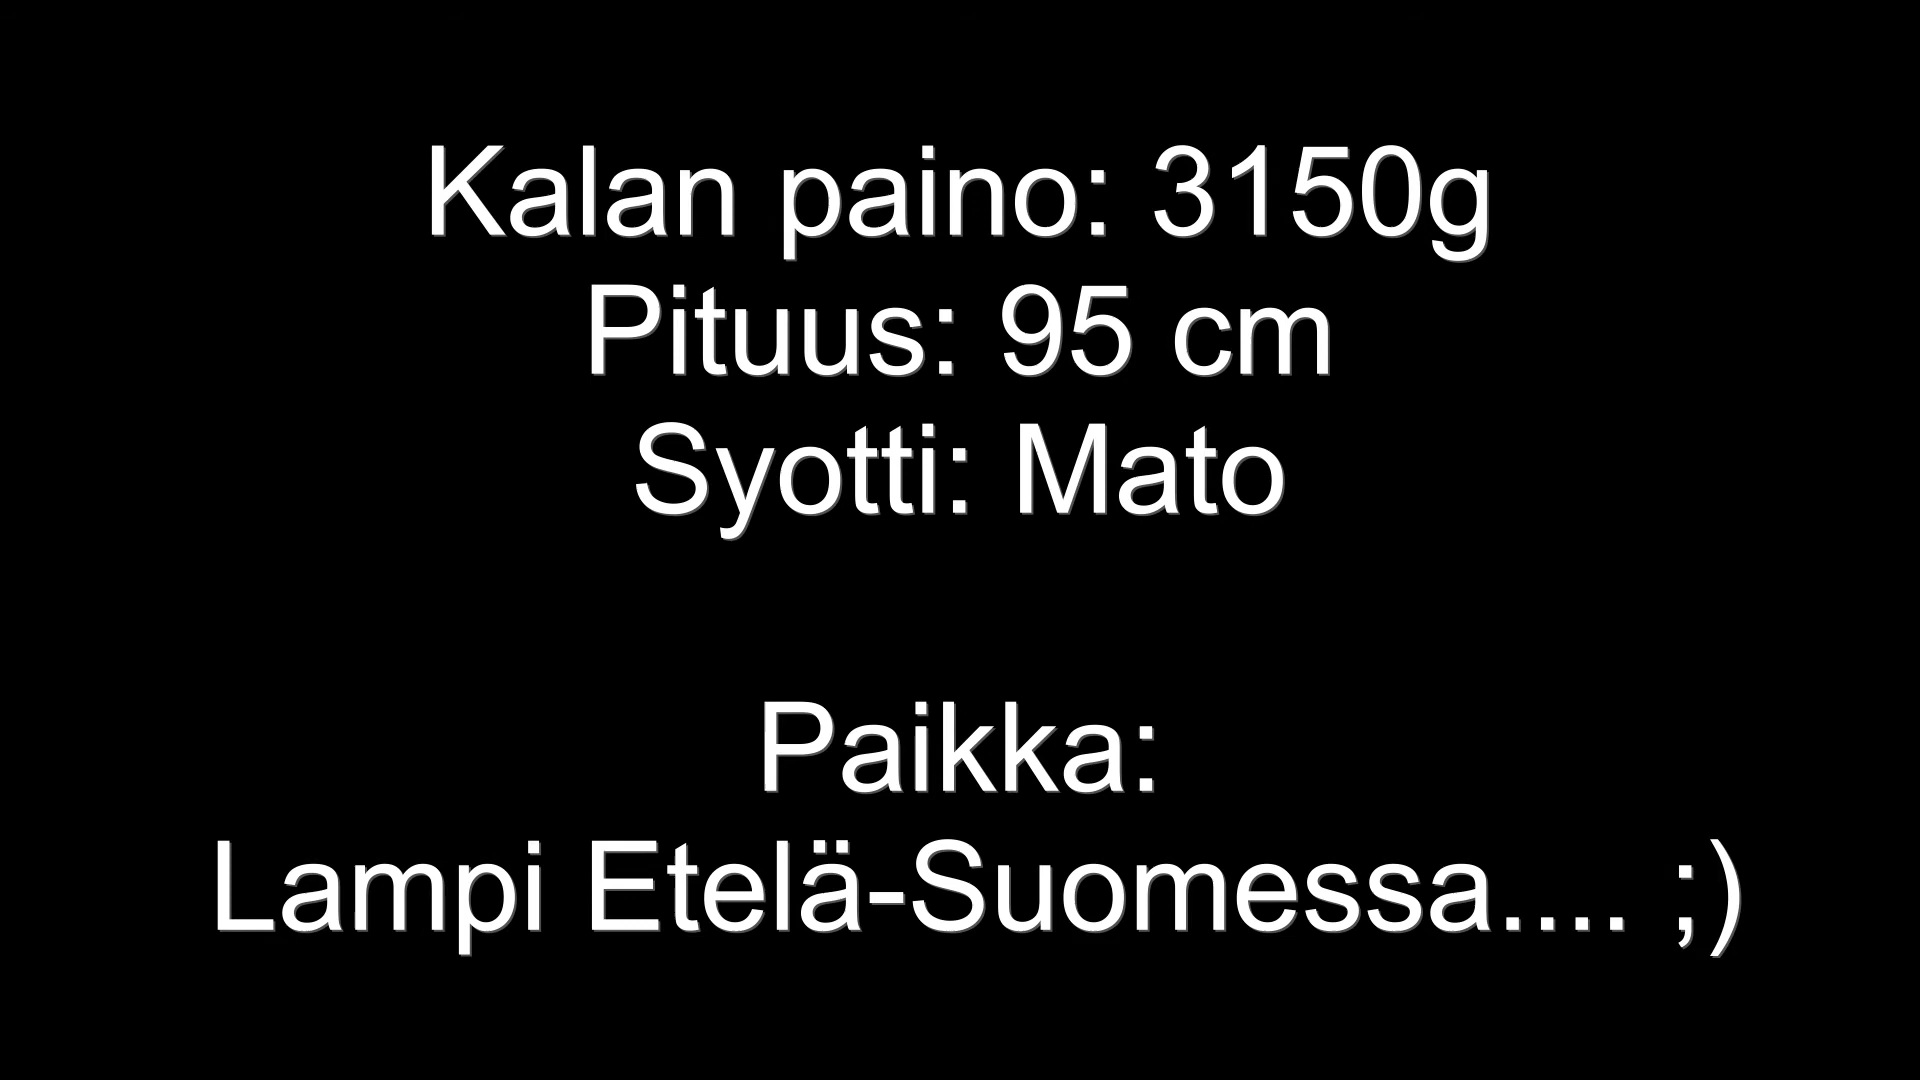 Kalan paino: 3150g
Pituus: 95 cm
Syotti: Mato
Paikka:
Lampi Etelä-Suomessa.... ;)